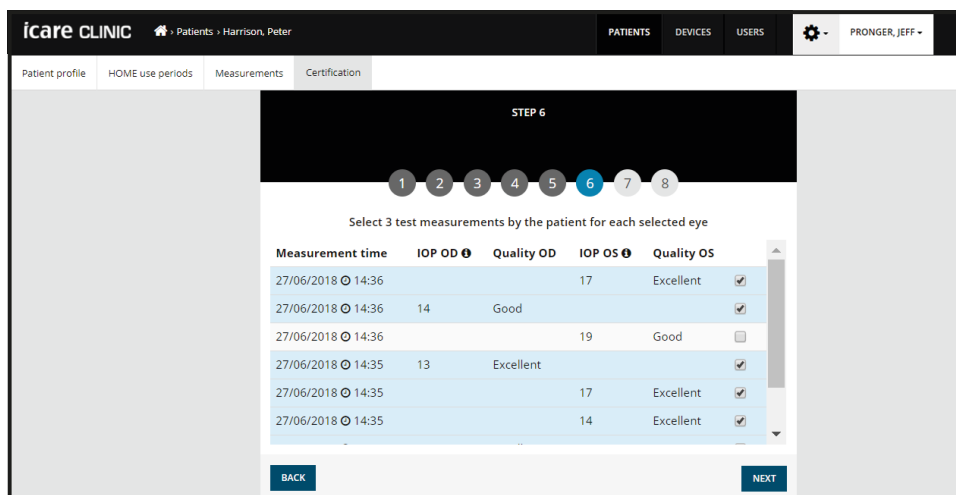 icare CLINIC › Patients › Harrison, Peter PATIENTS DEVICES USERS PRONGER, JEFF
Patient profile HOME use periods Measurements Certification
STEP 6
1 2 3 4 5 6 7 8
Select 3 test measurements by the patient for each selected eye
Measurement time IOP OD Quality OD IOP OS Quality OS
27/06/2018 14:36 17 Excellent
27/06/2018 14:36 14 Good
27/06/2018 14:36 19 Good
27/06/2018 14:35 13 Excellent
27/06/2018 14:35 17 Excellent
27/06/2018 14:35 14 Excellent
BACK NEXT